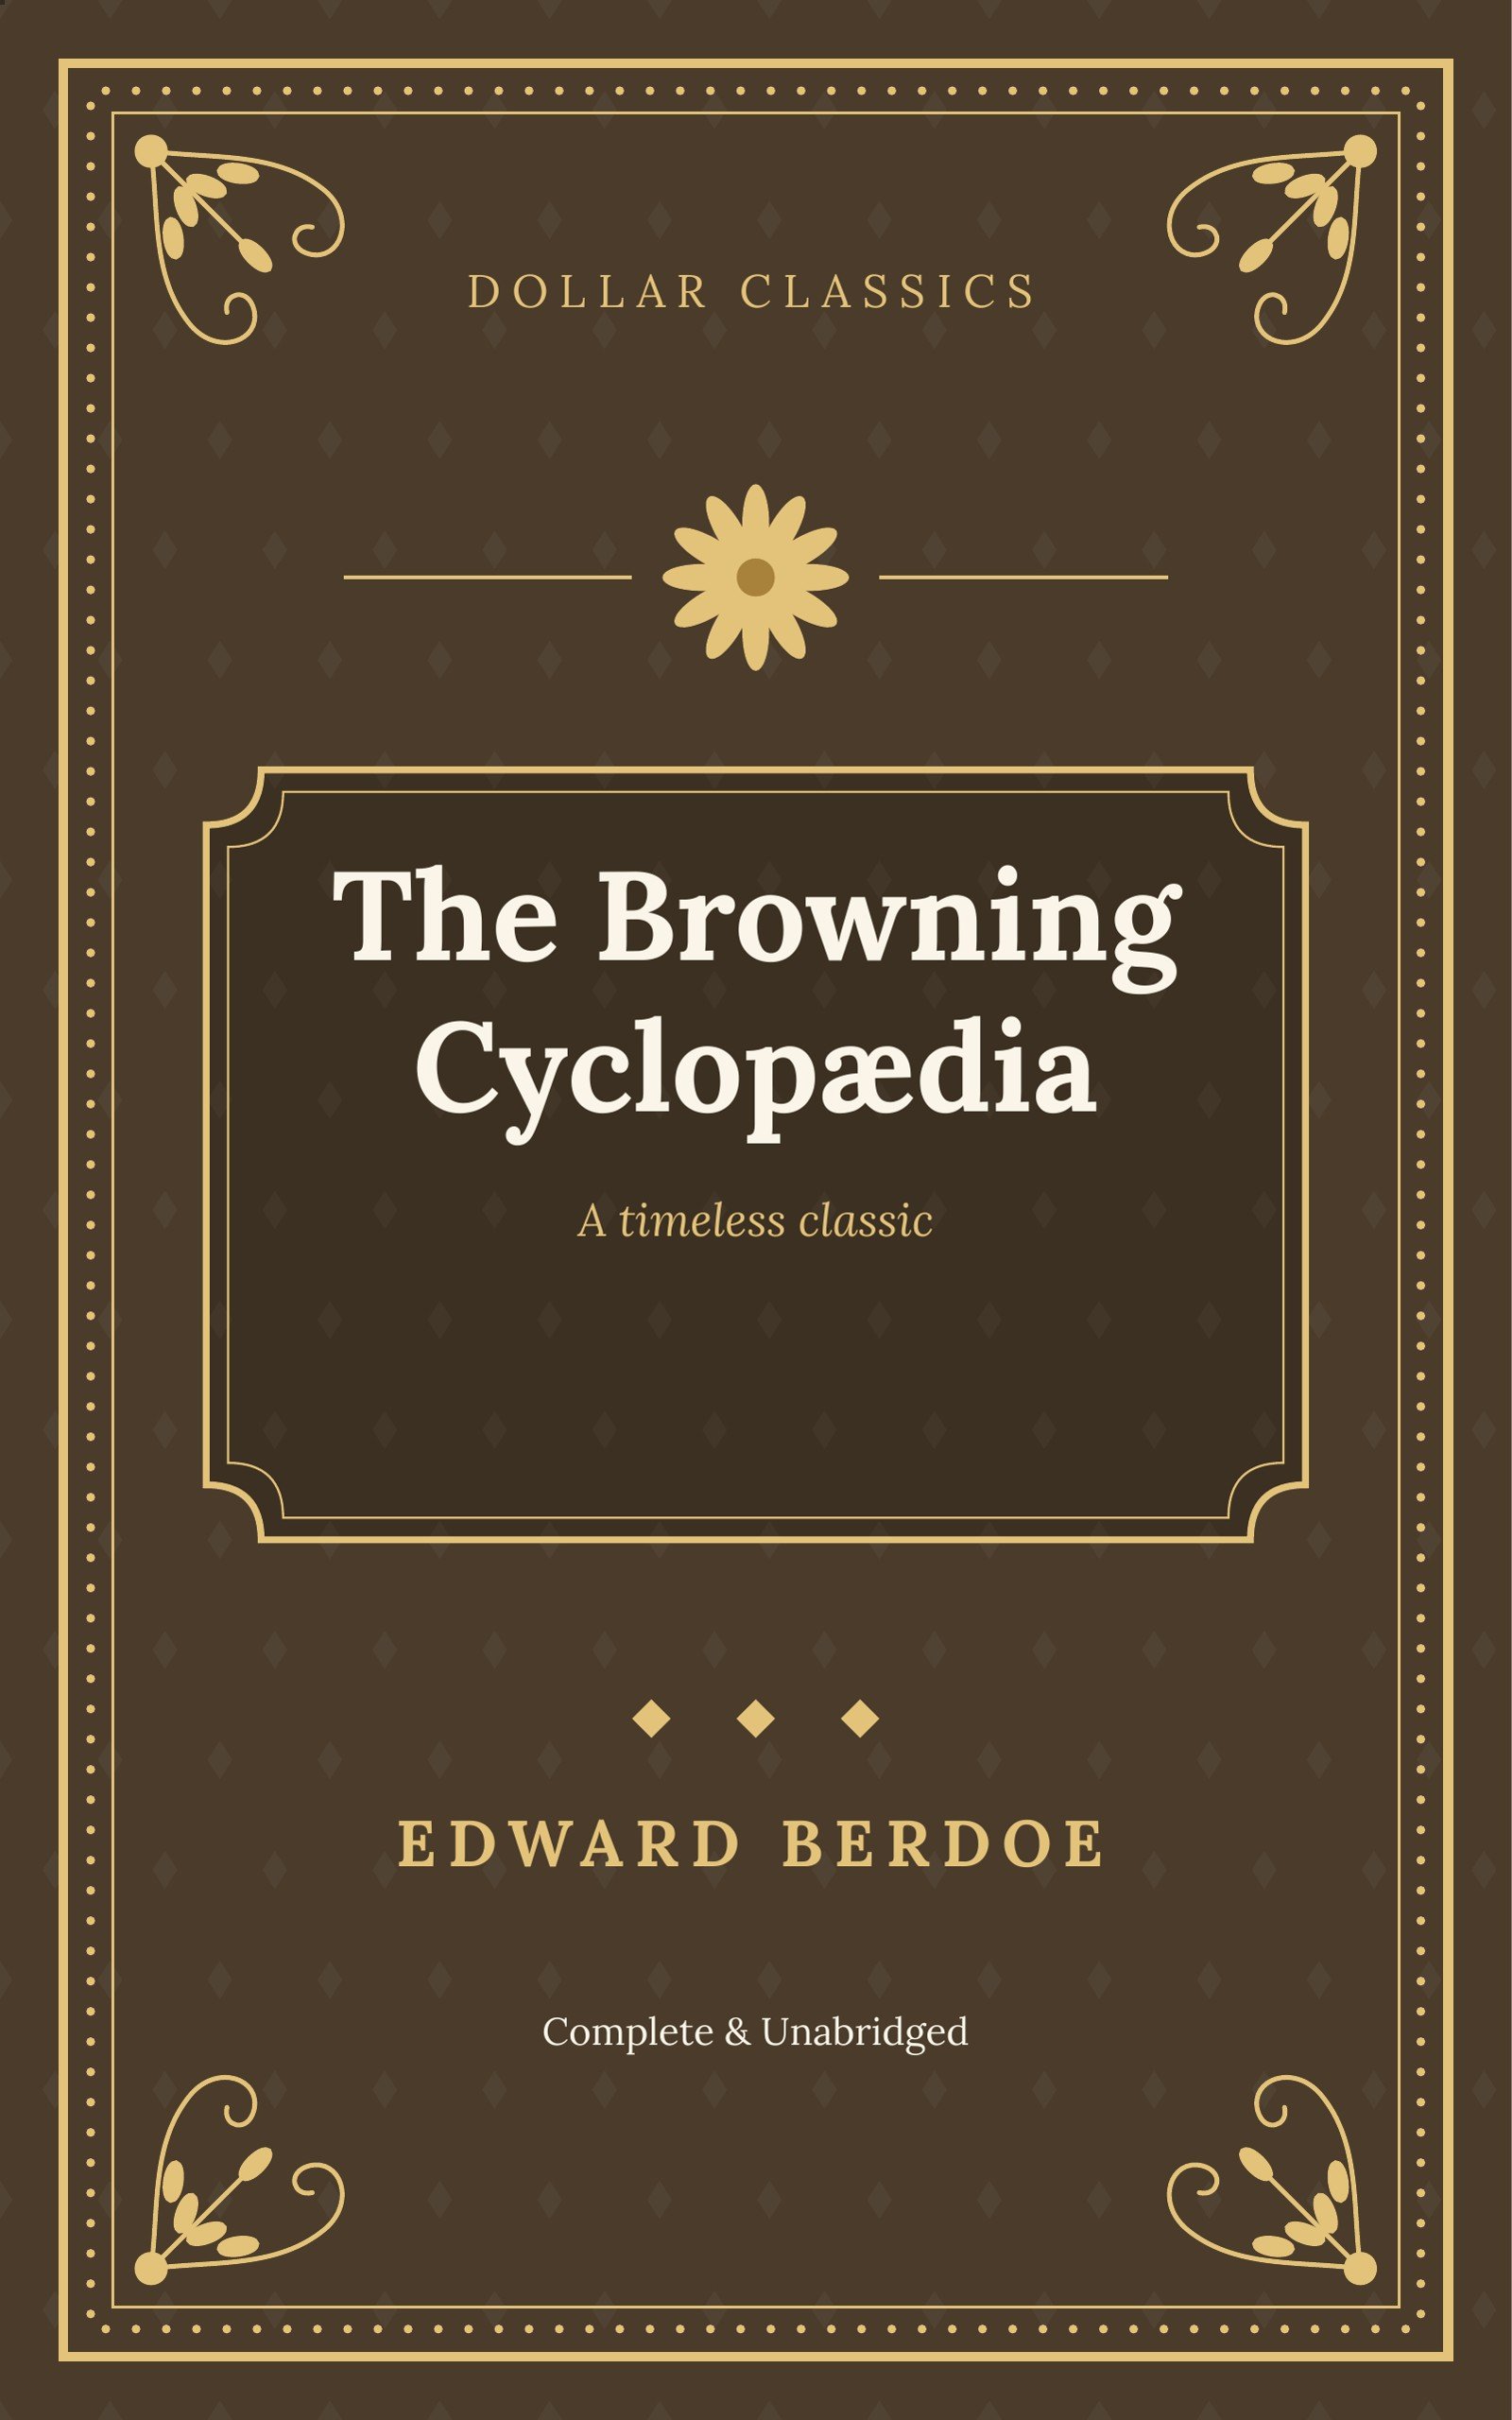 DOLLAR CLASSICS
The Browning
Cyclopædia
A timeless classic
EDWARD BERDOE
Complete & Unabridged